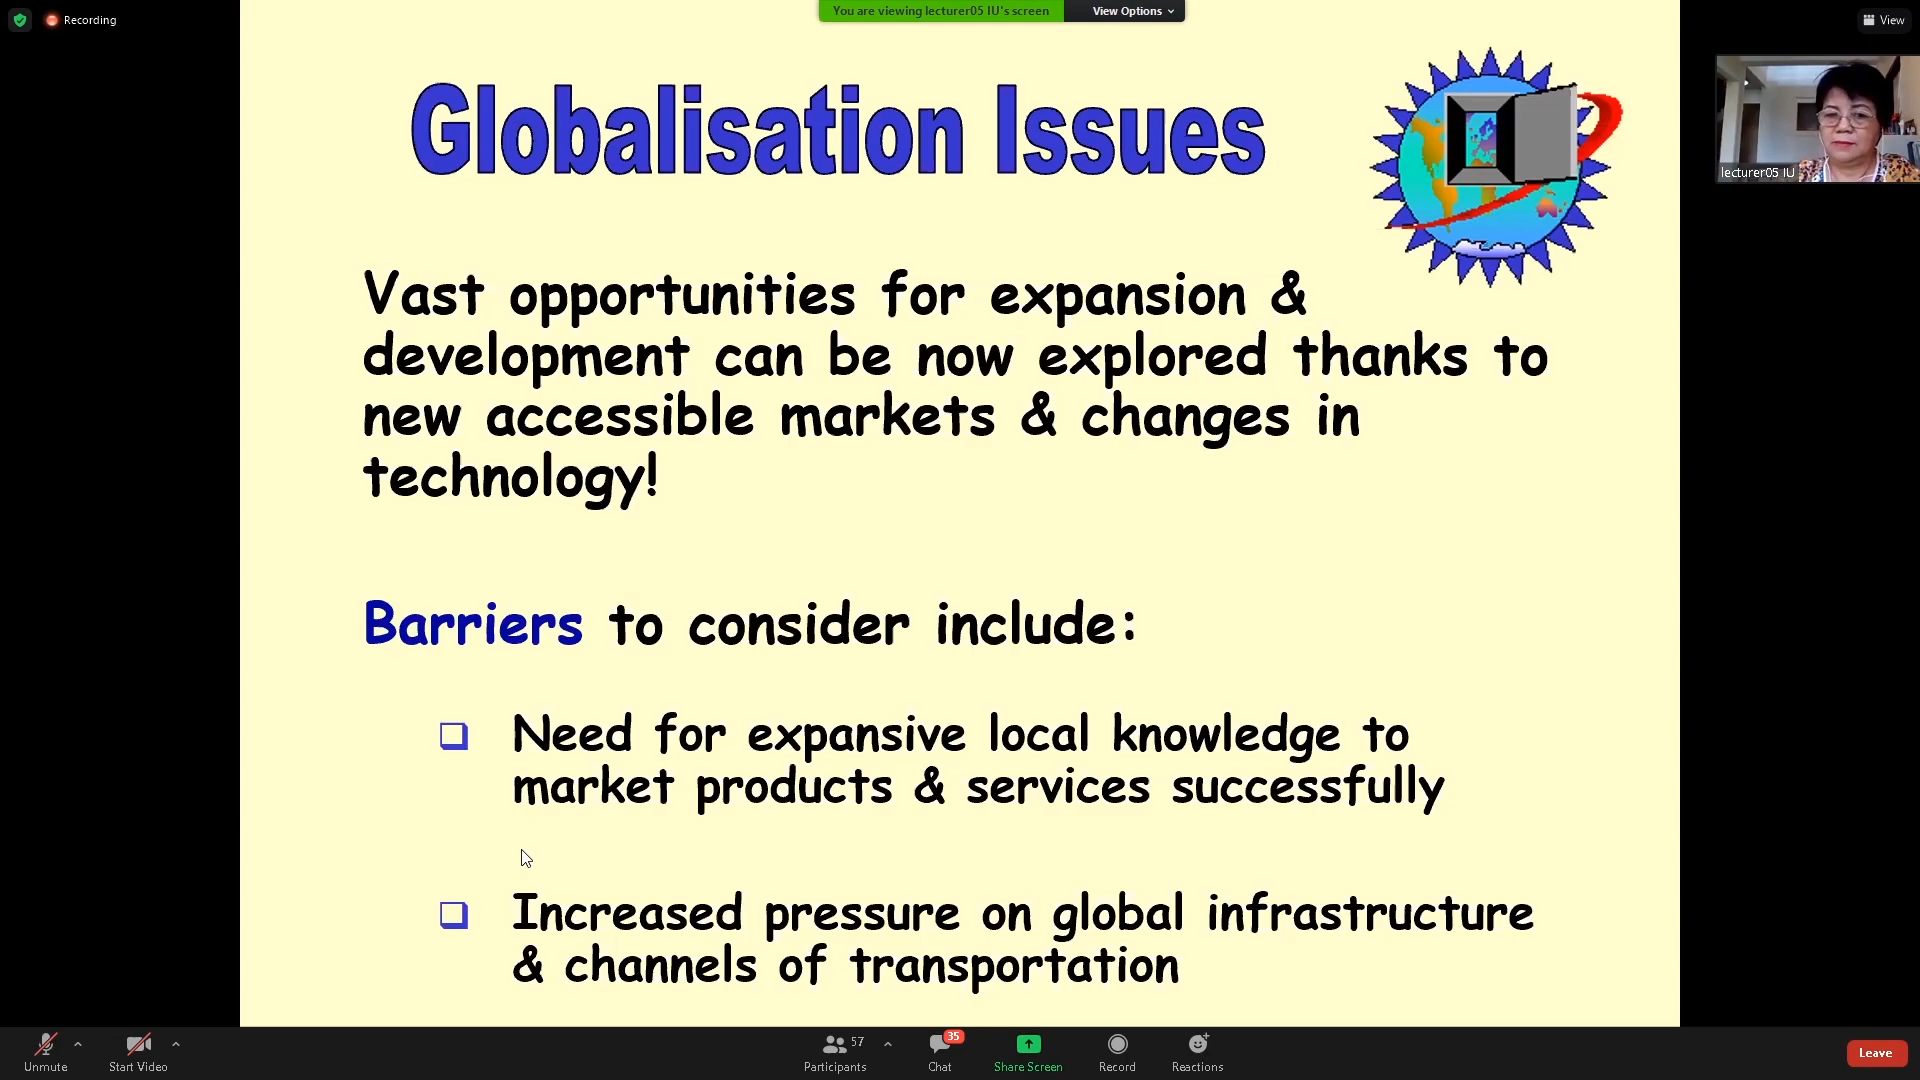 Recording
You are viewing lecturer05 IU's screen
View Options
View
Globalisation Issues
lecturer05 IU
Vast opportunities for expansion &
development can be now explored thanks to
new accessible markets & changes in
technology!
Barriers to consider include:
Need for expansive local knowledge to
market products & services successfully
Increased pressure on global infrastructure
& channels of transportation
Unmute
Start Video
57
Participants
35
Chat
Share Screen
Record
Reactions
Leave